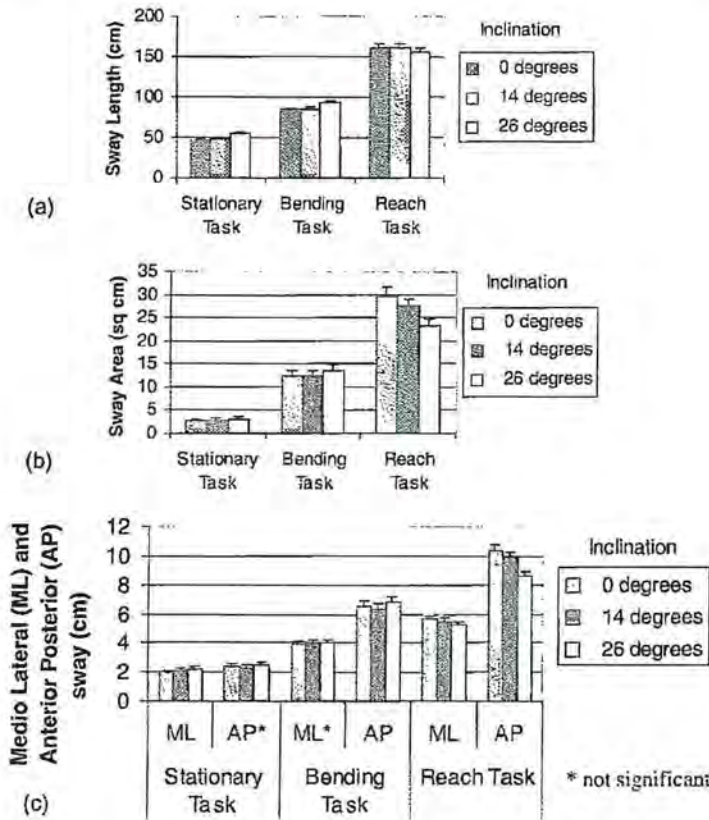 Sway Length (cm)
200
150
100
50
0
Stationary Task
Bending Task
Reach Task
Inclination
0 degrees
14 degrees
26 degrees
(a)
Sway Area (sq cm)
35
30
25
20
15
10
5
0
Stationary Task
Bending Task
Reach Task
Inclination
0 degrees
14 degrees
26 degrees
(b)
Medio Lateral (ML) and
Anterior Posterior (AP)
sway (cm)
12
10
8
6
4
2
0
ML AP* ML* AP ML AP
Stationary Task
Bending Task
Reach Task
Inclination
0 degrees
14 degrees
26 degrees
* not significant
(c)